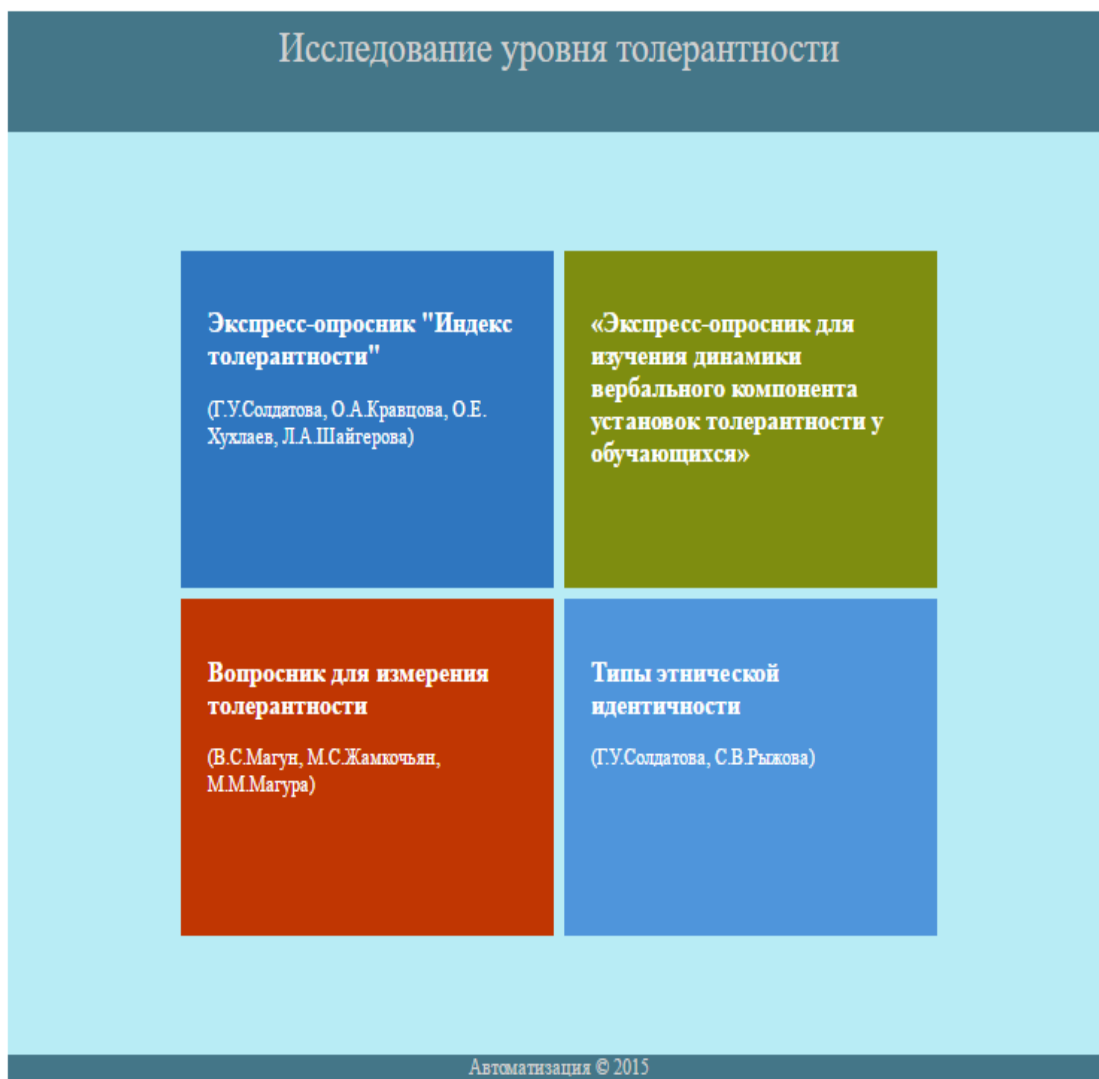 Исследование уровня толерантности
Экспресс-опросник "Индекс
толерантности"
(Г.У.Солдатова, О.А.Кравцова, О.Е.
Хухлаев, Л.А.Шайгерова)
«Экспресс-опросник для
изучения динамики
вербального компонента
установок толерантности у
обучающихся»
Вопросник для измерения
толерантности
(В.С.Магун, М.С.Жамкочьян,
М.М.Магура)
Типы этнической
идентичности
(Г.У.Солдатова, С.В.Рыжова)
Автоматизация © 2015